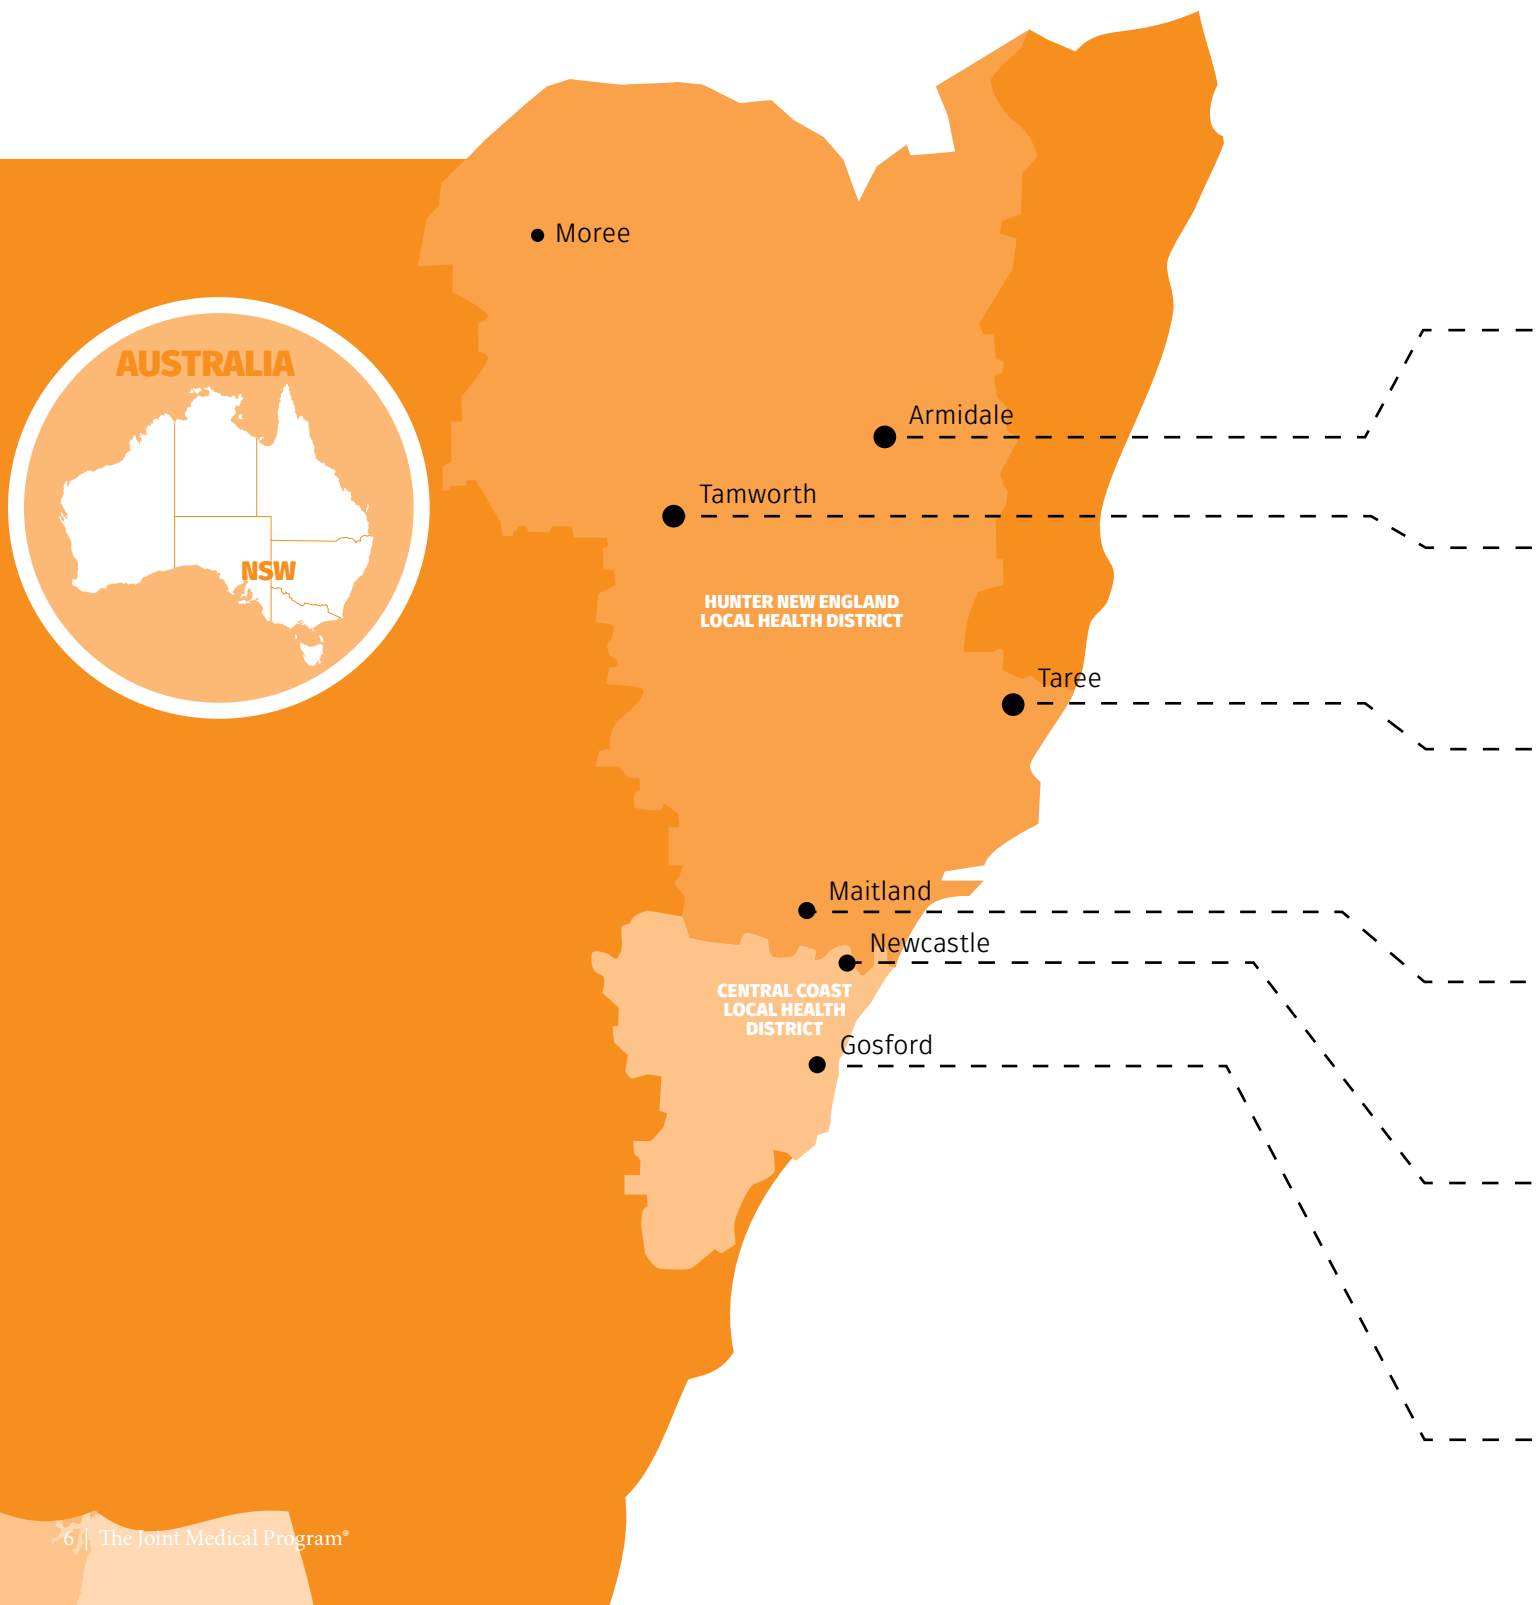 Moree
AUSTRALIA
Armidale
Tamworth
NSW
HUNTER NEW ENGLAND
LOCAL HEALTH DISTRICT
Taree
Maitland
Newcastle
CENTRAL COAST
LOCAL HEALTH
DISTRICT
Gosford
6 | The Joint Medical Program®